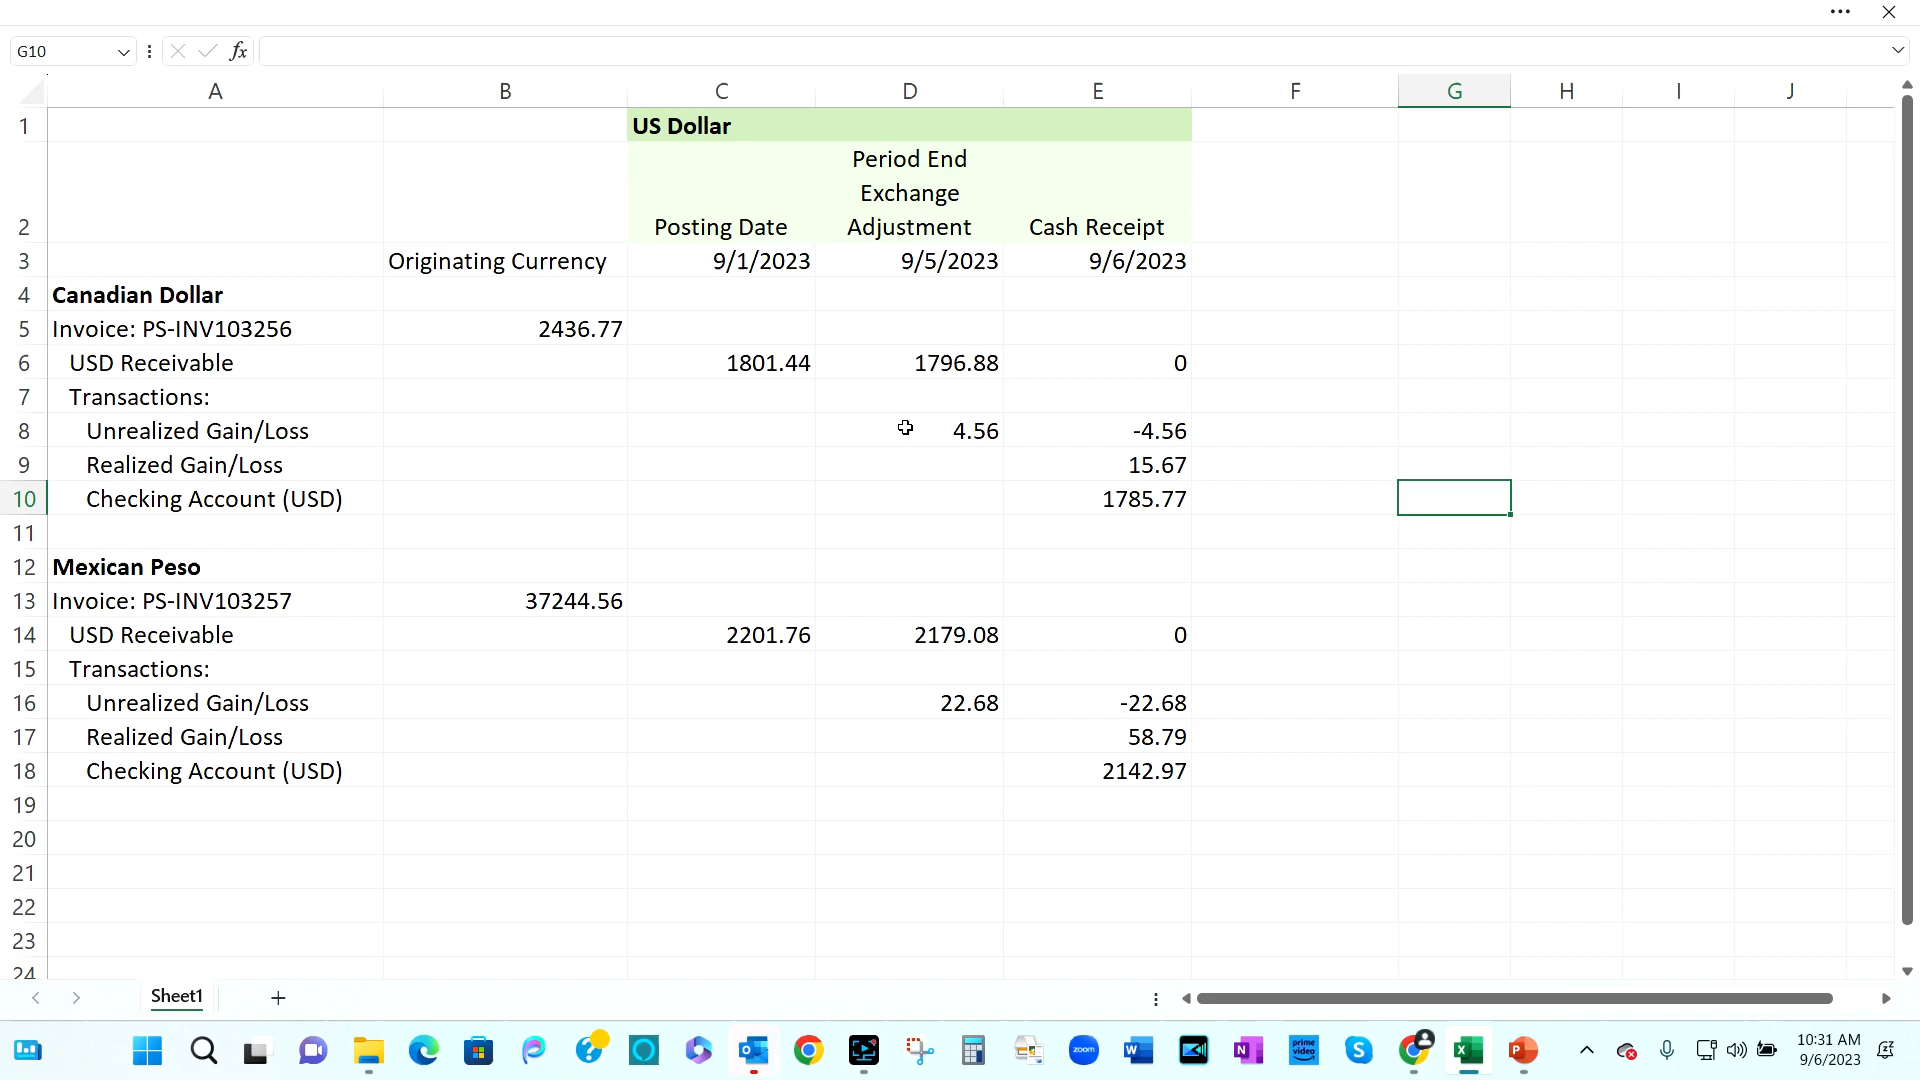 G10
fx
A B C D E F G H I J
1 US Dollar
Period End
Exchange
2 Posting Date Adjustment Cash Receipt
3 Originating Currency 9/1/2023 9/5/2023 9/6/2023
4 Canadian Dollar
5 Invoice: PS-INV103256 2436.77
6 USD Receivable 1801.44 1796.88 0
7 Transactions:
8 Unrealized Gain/Loss 4.56 -4.56
9 Realized Gain/Loss 15.67
10 Checking Account (USD) 1785.77
11
12 Mexican Peso
13 Invoice: PS-INV103257 37244.56
14 USD Receivable 2201.76 2179.08 0
15 Transactions:
16 Unrealized Gain/Loss 22.68 -22.68
17 Realized Gain/Loss 58.79
18 Checking Account (USD) 2142.97
19
20
21
22
23
24
Sheet1
zoom
W
N
prime
video
S
X
P
10:31 AM
9/6/2023